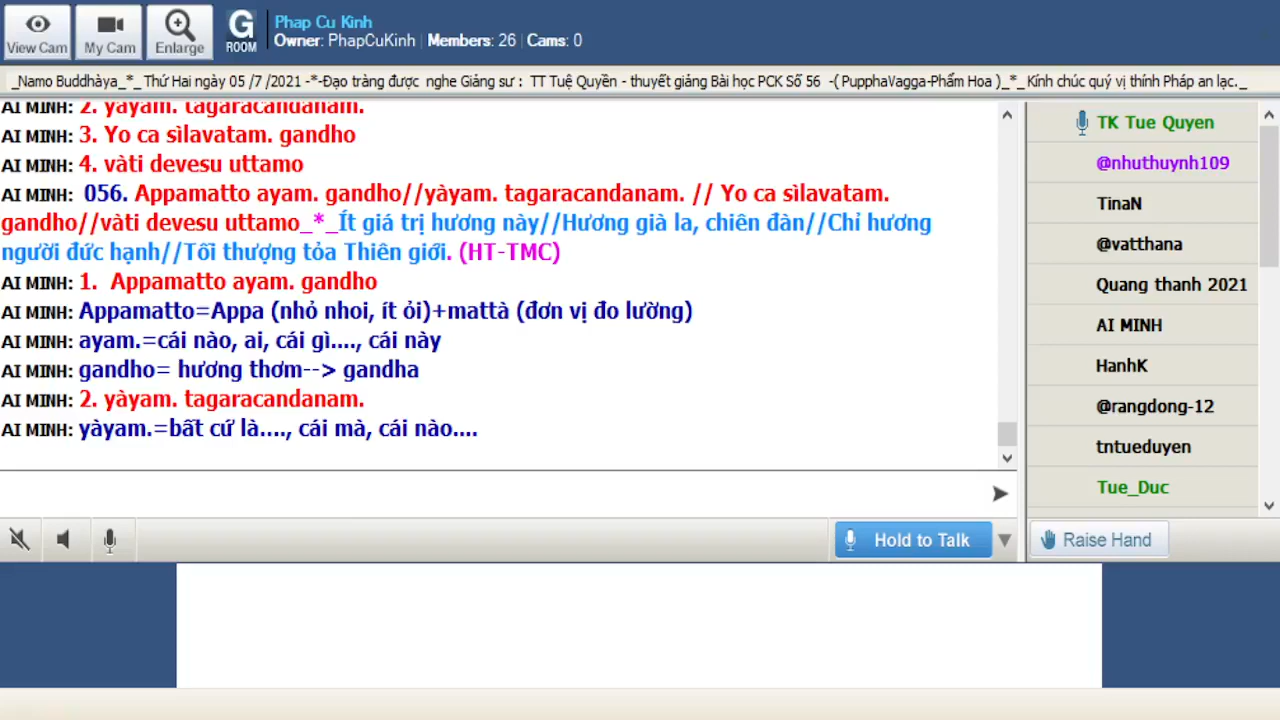 View Cam
My Cam
Enlarge
G
ROOM
Phap Cu Kinh
Owner: PhapCuKinh | Members: 26 | Cams: 0
_Namo Buddhàya_*_ Thứ Hai ngày 05 /7 /2021 -*-Đạo tràng được nghe Giảng sư : TT Tuệ Quyền - thuyết giảng Bài học PCK Số 56 -( PupphaVagga-Phẩm Hoa )_*_ Kính chúc quý vị thính Pháp an lạc._
AI MINH: 2. yàyam. tagaracandanam.
AI MINH: 3. Yo ca sìlavatam. gandho
AI MINH: 4. vàti devesu uttamo
AI MINH: 056. Appamatto ayam. gandho//yàyam. tagaracandanam. // Yo ca sìlavatam.
gandho//vàti devesu uttamo_*_Ít giá trị hương này//Hương già la, chiên đàn//Chỉ hương
người đức hạnh//Tối thượng tỏa Thiên giới. (HT-TMC)
AI MINH: 1. Appamatto ayam. gandho
AI MINH: Appamatto=Appa (nhỏ nhoi, ít ỏi)+mattà (đơn vị đo lường)
AI MINH: ayam.=cái nào, ai, cái gì...., cái này
AI MINH: gandho= hương thơm--> gandha
AI MINH: 2. yàyam. tagaracandanam.
AI MINH: yàyam.=bất cứ là...., cái mà, cái nào....
TK Tue Quyen
@nhuthuynh109
TinaN
@vatthana
Quang thanh 2021
AI MINH
HanhK
@rangdong-12
tntueduyen
Tue_Duc
Hold to Talk
Raise Hand